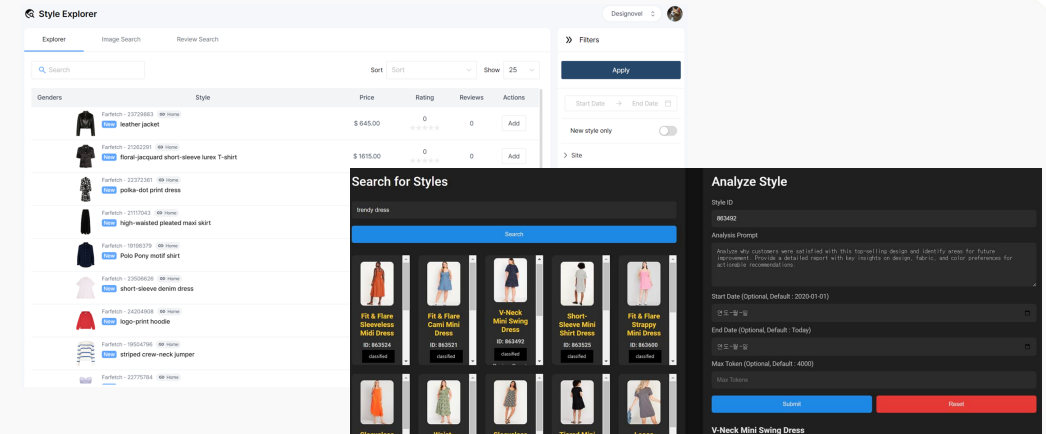 Style Explorer
Designovel
Explorer Image Search Review Search
Search
Sort Sort Show 25
Genders Style Price Rating Reviews Actions
Farfetch - 23739883 Home
New leather jacket
$ 645.00 0 0 Add
Farfetch - 21262291 Home
New floral-jacquard short-sleeve lurex T-shirt
$ 1615.00 0 0 Add
Farfetch - 22372361 Home
New polka-dot print dress
Farfetch - 21117043 Home
New high-waisted pleated maxi skirt
Farfetch - 19198379 Home
New Polo Pony motif shirt
Farfetch - 23506626 Home
New short-sleeve denim dress
Farfetch - 24204908 Home
New logo-print hoodie
Farfetch - 18504796 Home
New striped crew-neck jumper
Farfetch - 22775784 Home
Filters
Apply
Start Date → End Date
New style only
Site
Search for Styles
trendy dress
Search
Fit & Flare
Sleeveless
Midi Dress
ID: 863524
classified
Fit & Flare
Cami Mini
Dress
ID: 863521
classified
V-Neck
Mini Swing
Dress
ID: 863492
classified
Short-
Sleeve Mini
Shirt Dress
ID: 863525
classified
Fit & Flare
Strappy
Mini Dress
ID: 863600
classified
Analyze Style
Style ID
863492
Analysis Prompt
Analyze why customers were satisfied with this top-selling design and identify areas for future
improvement. Provide a detailed report with key insights on design, fabric, and color preferences for
actionable recommendations.
Start Date (Optional, Default : 2020-01-01)
연도-월-일
End Date (Optional, Default : Today)
연도-월-일
Max Token (Optional, Default : 4000)
Max Tokens
Submit Reset
V-Neck Mini Swing Dress